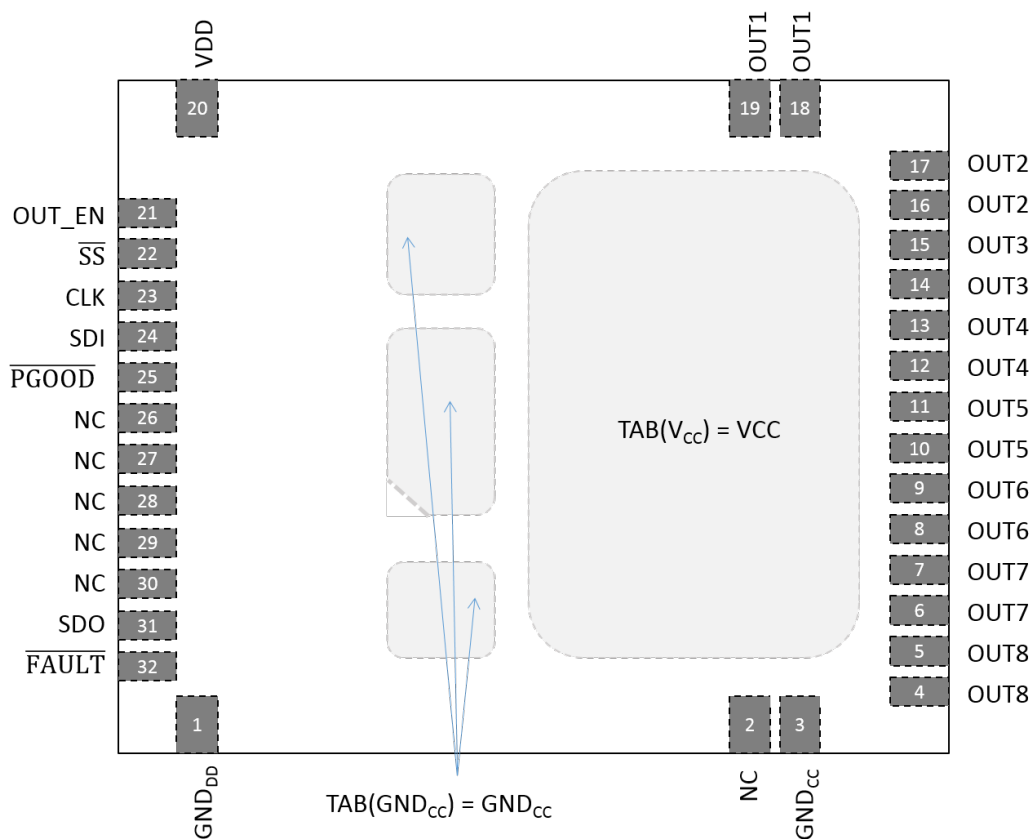 VDD
OUT1
OUT1
20
19
18
17 OUT2
OUT_EN 21
16 OUT2
S̅S̅ 22
15 OUT3
CLK 23
14 OUT3
SDI 24
13 OUT4
P̅G̅O̅O̅D̅ 25
12 OUT4
NC 26
11 OUT5
TAB(VCC) = VCC
NC 27
10 OUT5
NC 28
9 OUT6
NC 29
8 OUT6
NC 30
7 OUT7
SDO 31
6 OUT7
F̅A̅U̅L̅T̅ 32
5 OUT8
4 OUT8
1
2
3
GNDDD
NC
GNDCC
TAB(GNDCC) = GNDCC